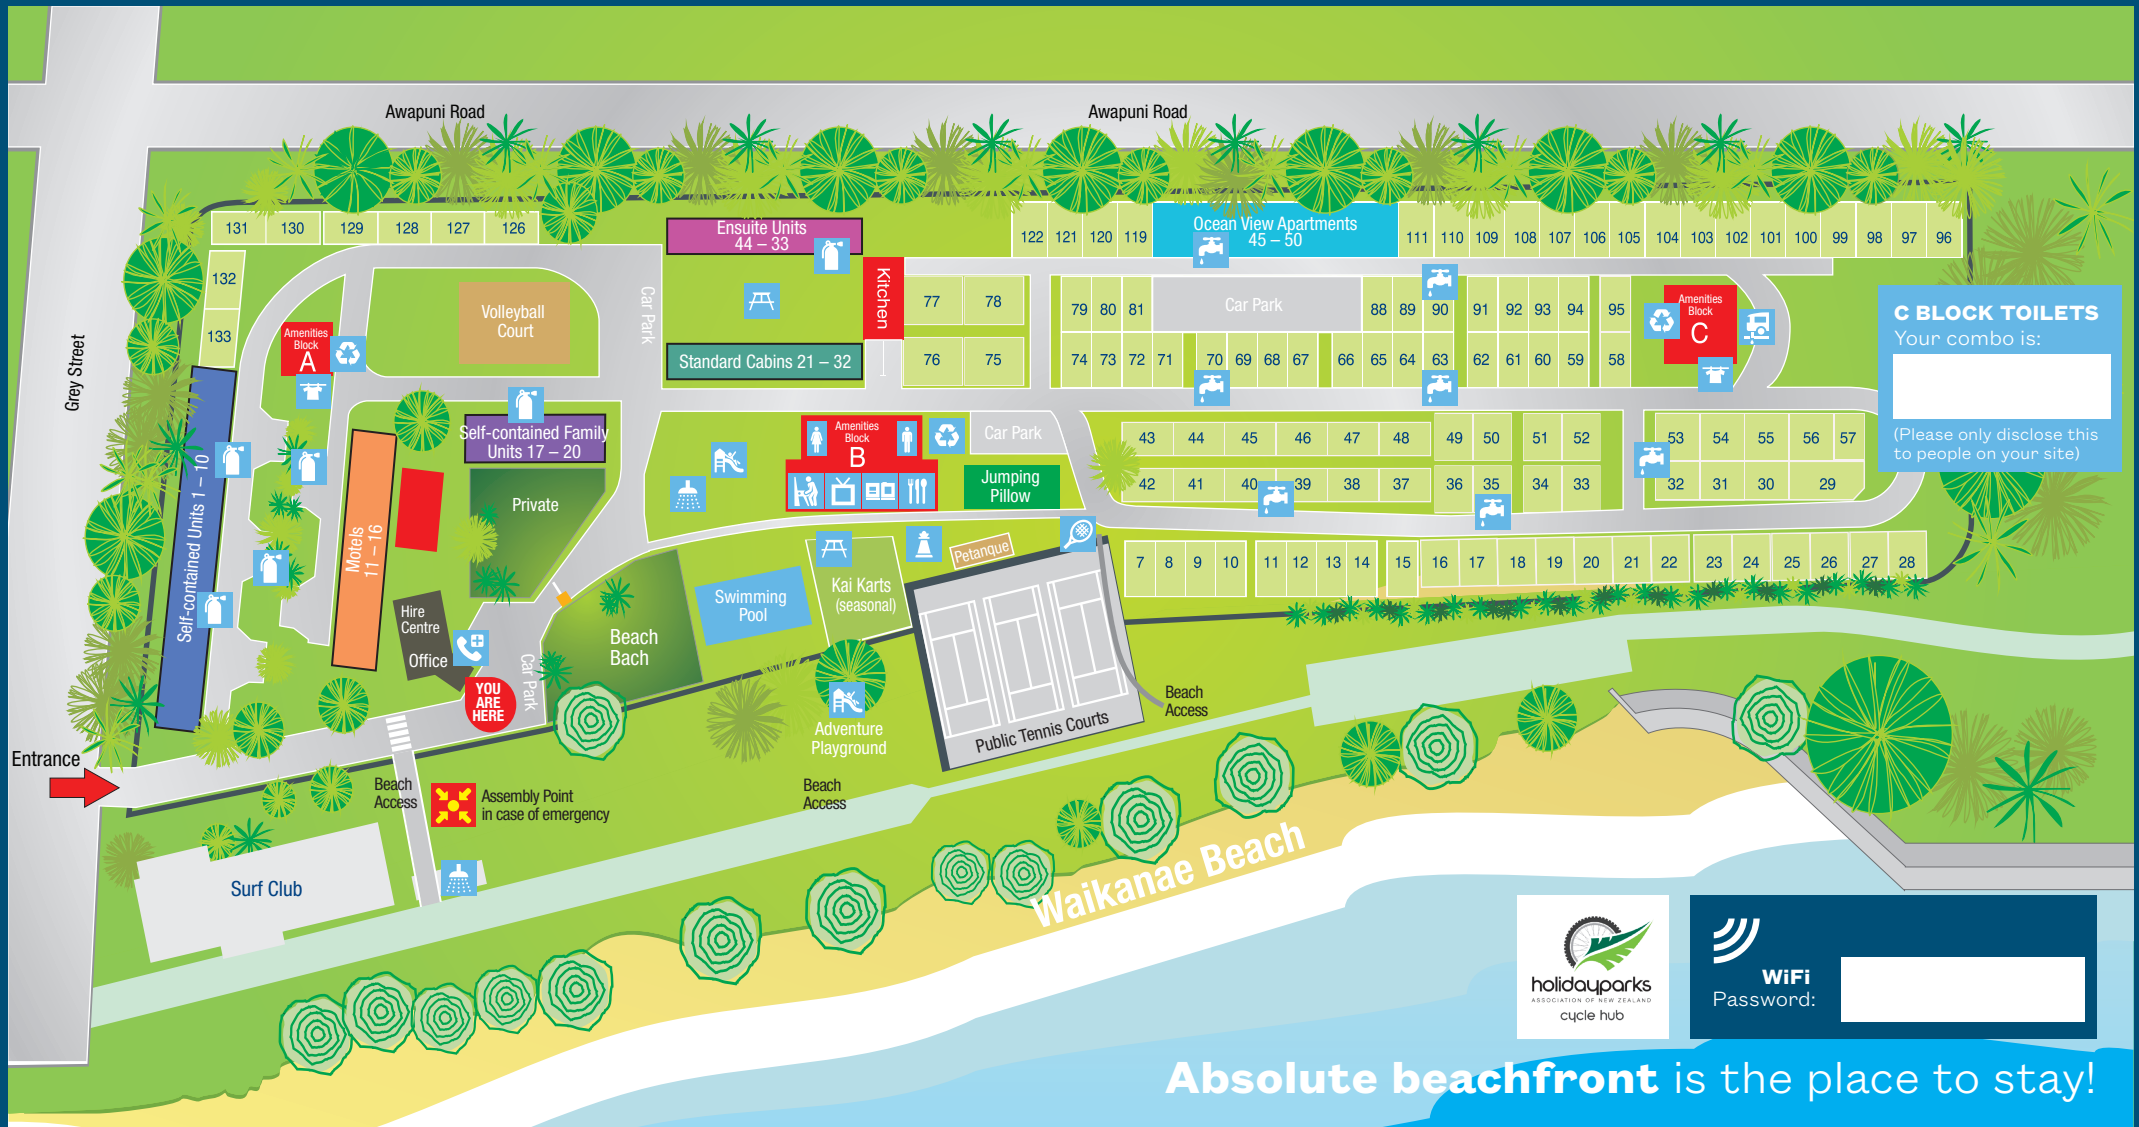 Awapuni Road
Awapuni Road
Grey Street
131 130 129 128 127 126
132
133
Ensuite Units
44 – 33
Kitchen
Standard Cabins 21 – 32
Car Park
Volleyball
Court
Amenities
Block
A
122 121 120 119
Ocean View Apartments
45 – 50
111 110 109 108 107 106 105 104 103 102 101 100 99 98 97 96
77 78
76 75
79 80 81
Car Park
88 89 90 91 92 93 94 95
74 73 72 71 70 69 68 67 66 65 64 63 62 61 60 59 58
Amenities
Block
C
C BLOCK TOILETS
Your combo is:
(Please only disclose this
to people on your site)
Self-contained Family
Units 17 – 20
Private
Self-contained Units 1 – 10
Motels
11 – 16
Hire
Centre
Office
YOU
ARE
HERE
Car Park
Amenities
Block
B
Car Park
Jumping
Pillow
43 44 45 46 47 48 49 50 51 52 53 54 55 56 57
42 41 40 39 38 37 36 35 34 33 32 31 30 29
7 8 9 10 11 12 13 14 15 16 17 18 19 20 21 22 23 24 25 26 27 28
Petanque
Kai Karts
(seasonal)
Swimming
Pool
Beach
Bach
Adventure
Playground
Public Tennis Courts
Beach
Access
Beach
Access
Beach
Access
Entrance
Assembly Point
in case of emergency
Surf Club
Waikanae Beach
holidayparks
ASSOCIATION OF NEW ZEALAND
cycle hub
WiFi
Password:
Absolute beachfront is the place to stay!